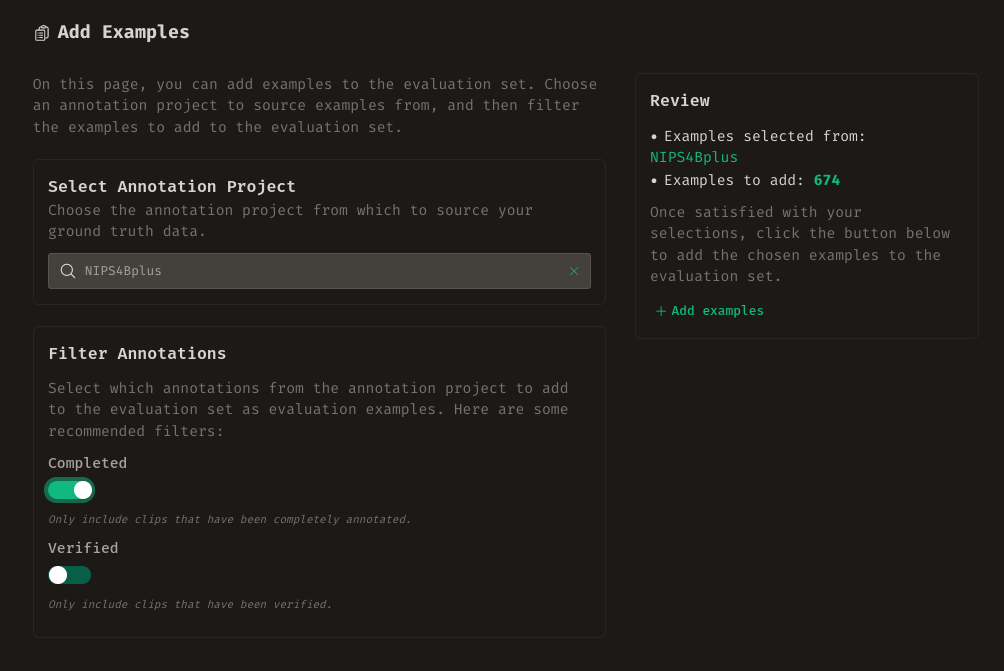 Add Examples
On this page, you can add examples to the evaluation set. Choose
an annotation project to source examples from, and then filter
the examples to add to the evaluation set.
Select Annotation Project
Choose the annotation project from which to source your
ground truth data.
NIPS4Bplus
Filter Annotations
Select which annotations from the annotation project to add
to the evaluation set as evaluation examples. Here are some
recommended filters:
Completed
Only include clips that have been completely annotated.
Verified
Only include clips that have been verified.
Review
• Examples selected from:
NIPS4Bplus
• Examples to add: 674
Once satisfied with your
selections, click the button below
to add the chosen examples to the
evaluation set.
+ Add examples